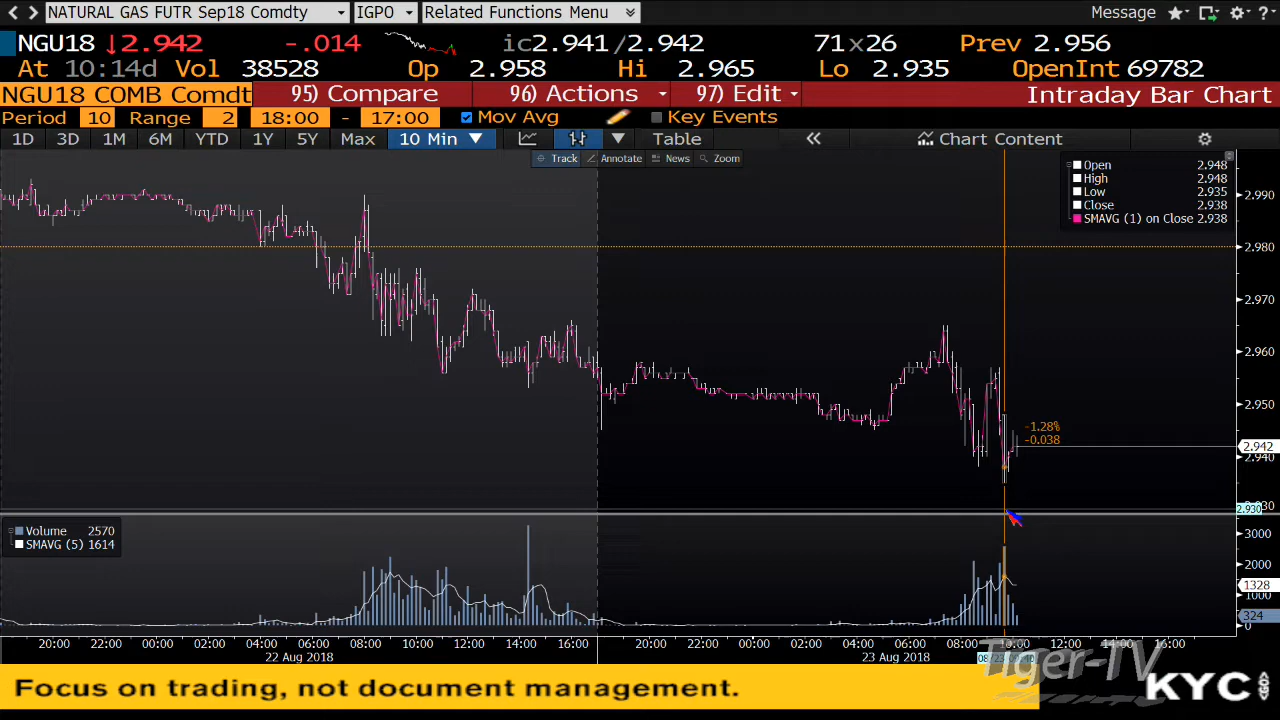 NATURAL GAS FUTR Sep18 Comdty IGPO Related Functions Menu Message ?
NGU18 ↓2.942 -.014 ic2.941/2.942 71x26 Prev 2.956
At 10:14d Vol 38528 Op 2.958 Hi 2.965 Lo 2.935 OpenInt 69782
NGU18 COMB Comdt 95) Compare 96) Actions 97) Edit Intraday Bar Chart
Period 10 Range 2 18:00 - 17:00 Mov Avg Key Events
1D 3D 1M 6M YTD 1Y 5Y Max 10 Min Table Chart Content
Track Annotate News Zoom
Open 2.948
High 2.948
Low 2.935
Close 2.938
SMAVG (1) on Close 2.938
2.990
2.980
2.970
2.960
2.950
-1.28%
-0.038
2.942
2.940
2.930
2.930
Volume 2570
SMAVG (5) 1614
3000
2000
1328
1000
324
0
20:00 22:00 00:00 02:00 04:00 06:00 08:00 10:00 12:00 14:00 16:00 20:00 22:00 00:00 02:00 04:00 06:00 08:00 10:00 12:00 14:00 16:00
22 Aug 2018 23 Aug 2018
Tiger-TV
Focus on trading, not document management.
KYC GO!